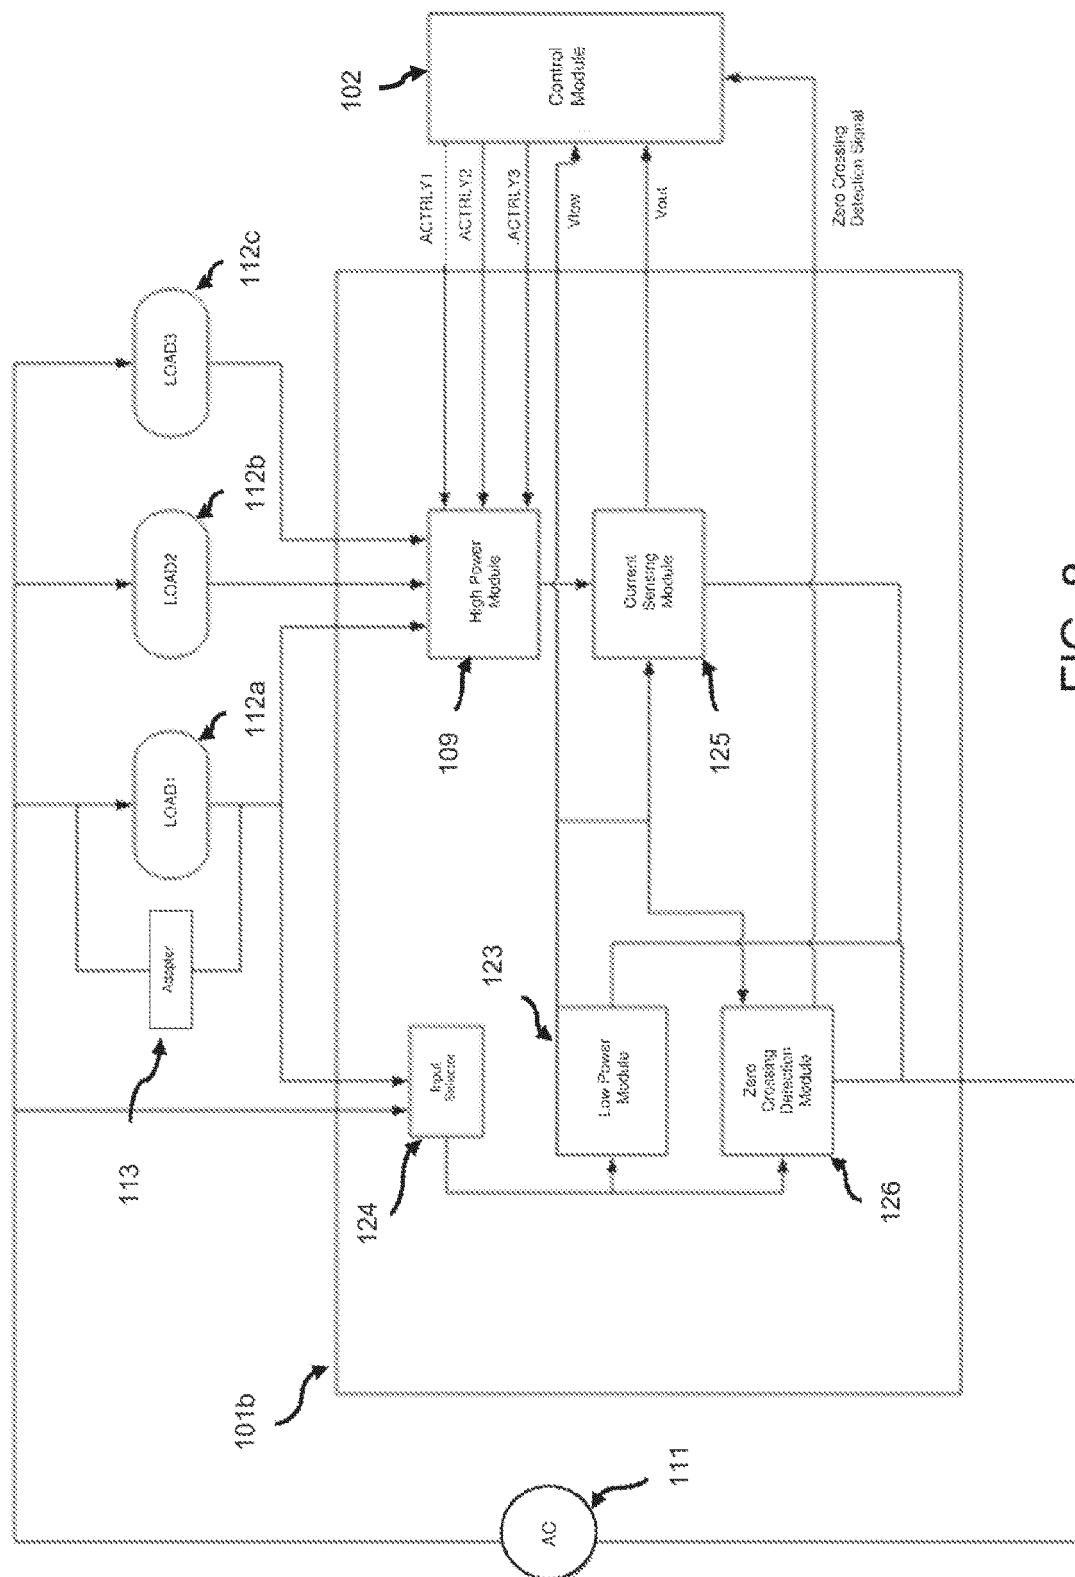 AC
111
101b
113
Adapter
LOAD1
112a
LOAD2
112b
LOAD3
112c
124
Input
Selector
123
Low Power
Module
126
Zero
Crossing
Detection
Module
109
High Power
Module
125
Current
Sensing
Module
102
Control
Module
ACTRLY1
ACTRLY2
ACTRLY3
Vlow
Vout
Zero Crossing
Detection Signal